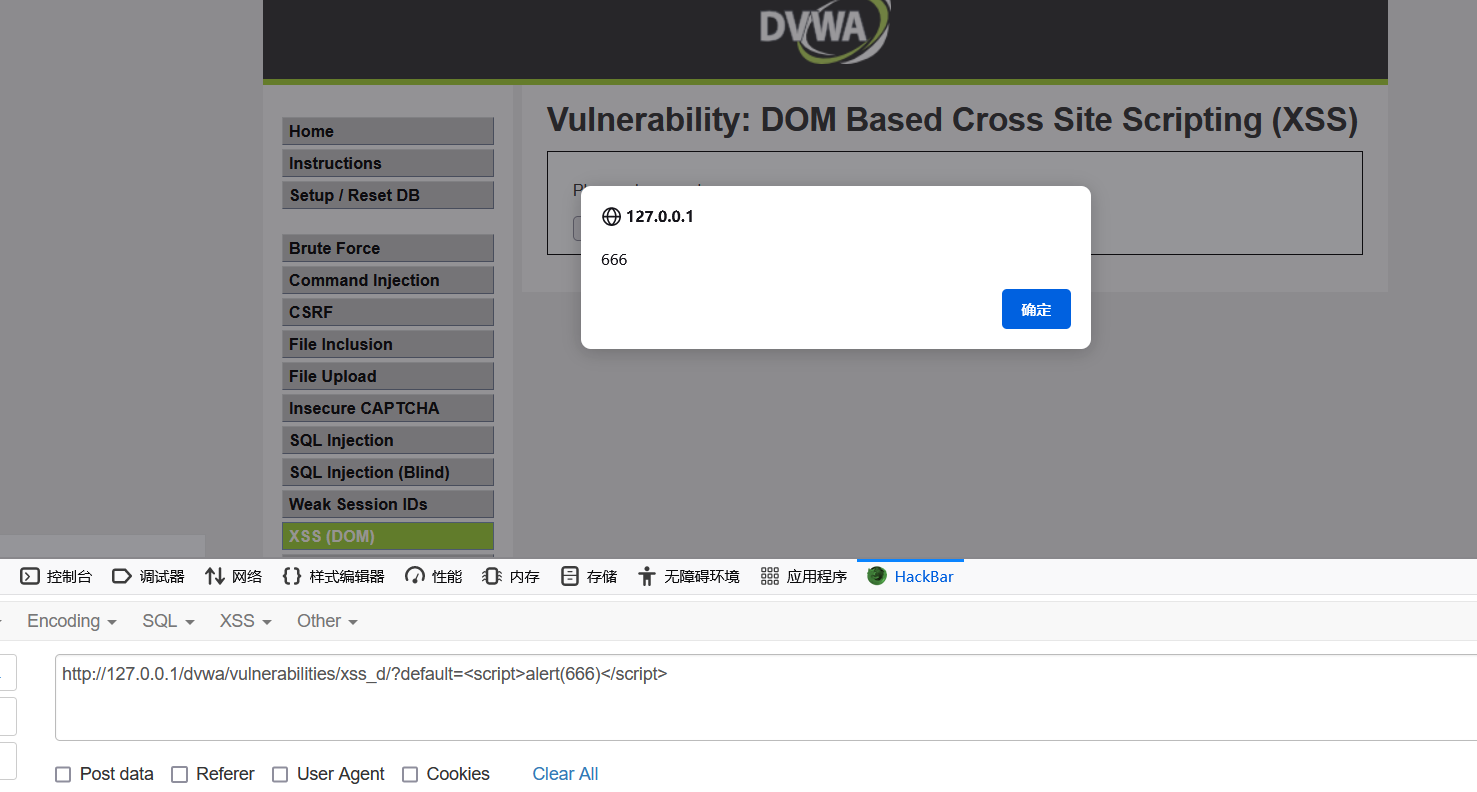 DVWA
Vulnerability: DOM Based Cross Site Scripting (XSS)
Home
Instructions
Setup / Reset DB
Brute Force
Command Injection
CSRF
File Inclusion
File Upload
Insecure CAPTCHA
SQL Injection
SQL Injection (Blind)
Weak Session IDs
XSS (DOM)
127.0.0.1
666
确定
控制台 调试器 网络 样式编辑器 性能 内存 存储 无障碍环境 应用程序 HackBar
Encoding SQL XSS Other
http://127.0.0.1/dvwa/vulnerabilities/xss_d/?default=<script>alert(666)</script>
Post data Referer User Agent Cookies Clear All